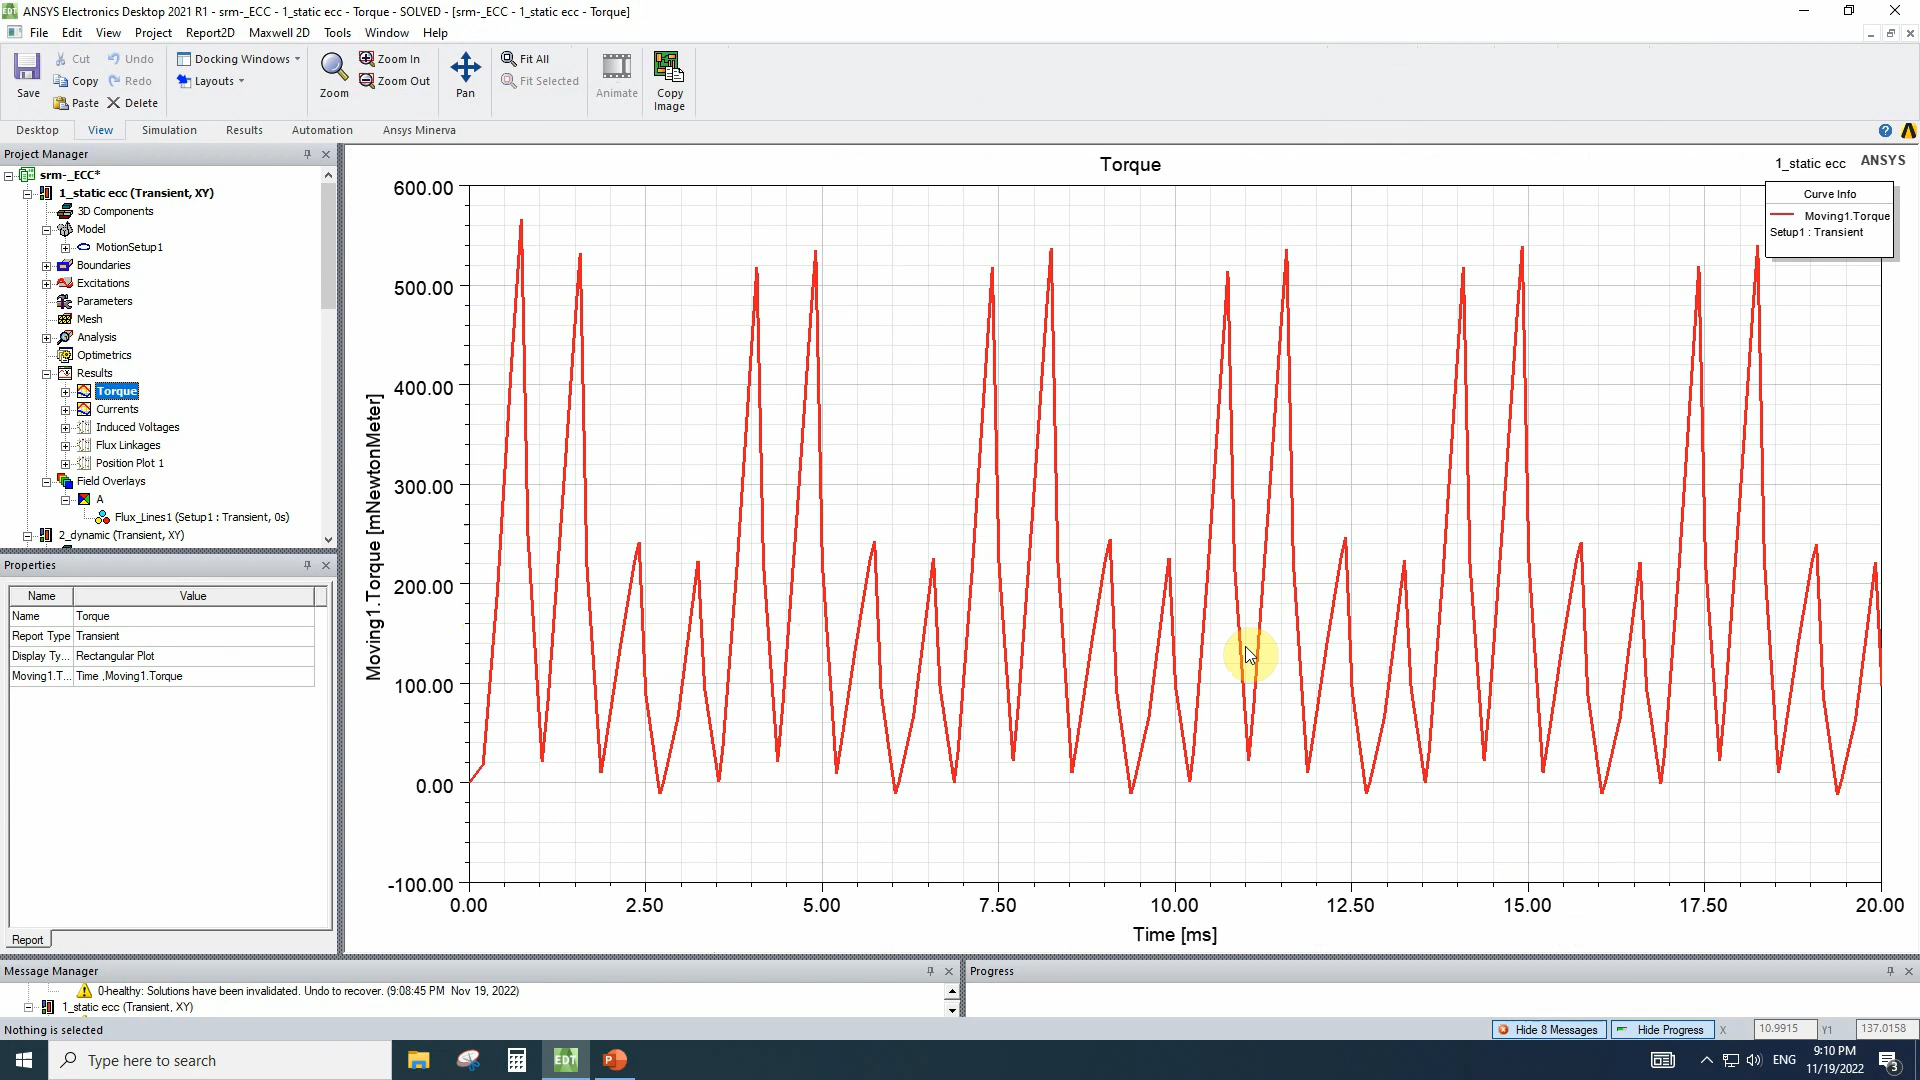 ANSYS Electronics Desktop 2021 R1 - srm-_ECC - 1_static ecc - Torque - SOLVED - [srm-_ECC - 1_static ecc - Torque]
File Edit View Project Report2D Maxwell 2D Tools Window Help
Save
Cut
Copy
Paste
Undo
Redo
Delete
Docking Windows
Layouts
Zoom
Zoom In
Zoom Out
Pan
Fit All
Fit Selected
Animate
Copy
Image
Desktop View Simulation Results Automation Ansys Minerva
Project Manager
srm-_ECC*
1_static ecc (Transient, XY)
3D Components
Model
MotionSetup1
Boundaries
Excitations
Parameters
Mesh
Analysis
Optimetrics
Results
Torque
Currents
Induced Voltages
Flux Linkages
Position Plot 1
Field Overlays
A
Flux_Lines1 (Setup1 : Transient, 0s)
2_dynamic (Transient, XY)
Properties
Name Value
Name Torque
Report Type Transient
Display Ty... Rectangular Plot
Moving1.T... Time ,Moving1.Torque
Report
Torque
1_static ecc
ANSYS
Curve Info
Moving1.Torque
Setup1 : Transient
Moving1.Torque [mNewtonMeter]
600.00
500.00
400.00
300.00
200.00
100.00
0.00
-100.00
0.00 2.50 5.00 7.50 10.00 12.50 15.00 17.50 20.00
Time [ms]
Message Manager
0-healthy: Solutions have been invalidated. Undo to recover. (9:08:45 PM Nov 19, 2022)
1_static ecc (Transient, XY)
Progress
Nothing is selected
Hide 8 Messages
Hide Progress
X 10.9915 Y1 137.0158
Type here to search
EDT
ENG
9:10 PM
11/19/2022
3